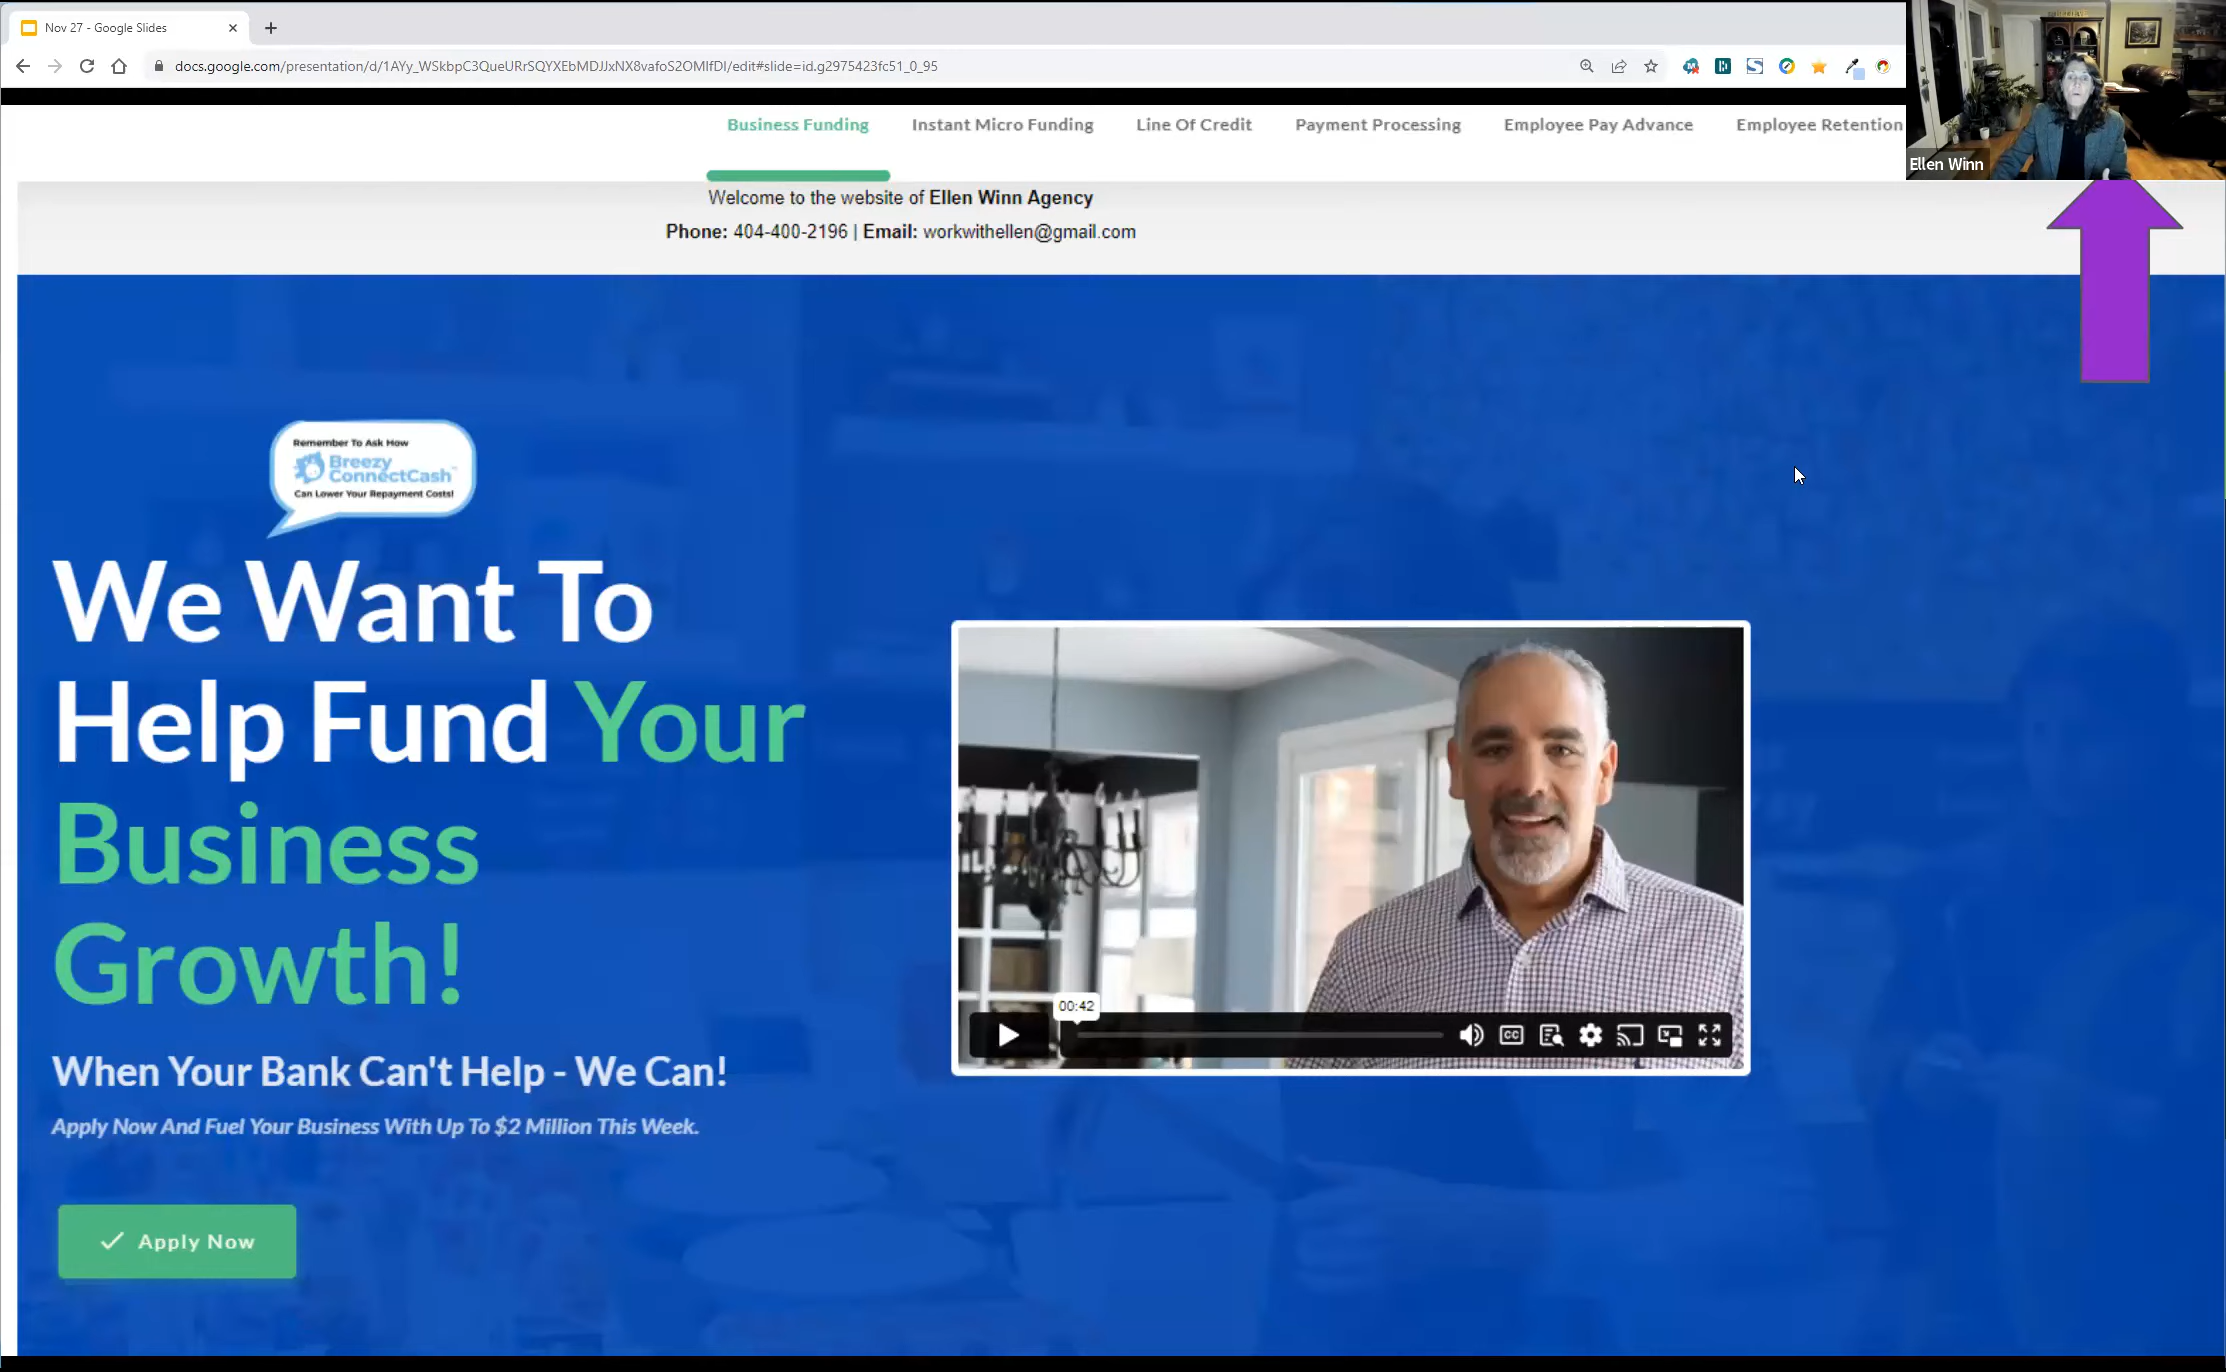 Nov 27 - Google Slides
docs.google.com/presentation/d/1AYy_WSkbpC3QueURrSQYXEbMDJJxNX8vafoS2OMlfDI/edit#slide=id.g2975423fc51_0_95
Business Funding Instant Micro Funding Line Of Credit Payment Processing Employee Pay Advance Employee Retention
Ellen Winn
Welcome to the website of Ellen Winn Agency
Phone: 404-400-2196 | Email: workwithellen@gmail.com
Remember To Ask How
Breezy
ConnectCash™
Can Lower Your Repayment Costs!
We Want To
Help Fund Your
Business
Growth!
When Your Bank Can't Help - We Can!
Apply Now And Fuel Your Business With Up To $2 Million This Week.
Apply Now
00:42
CC